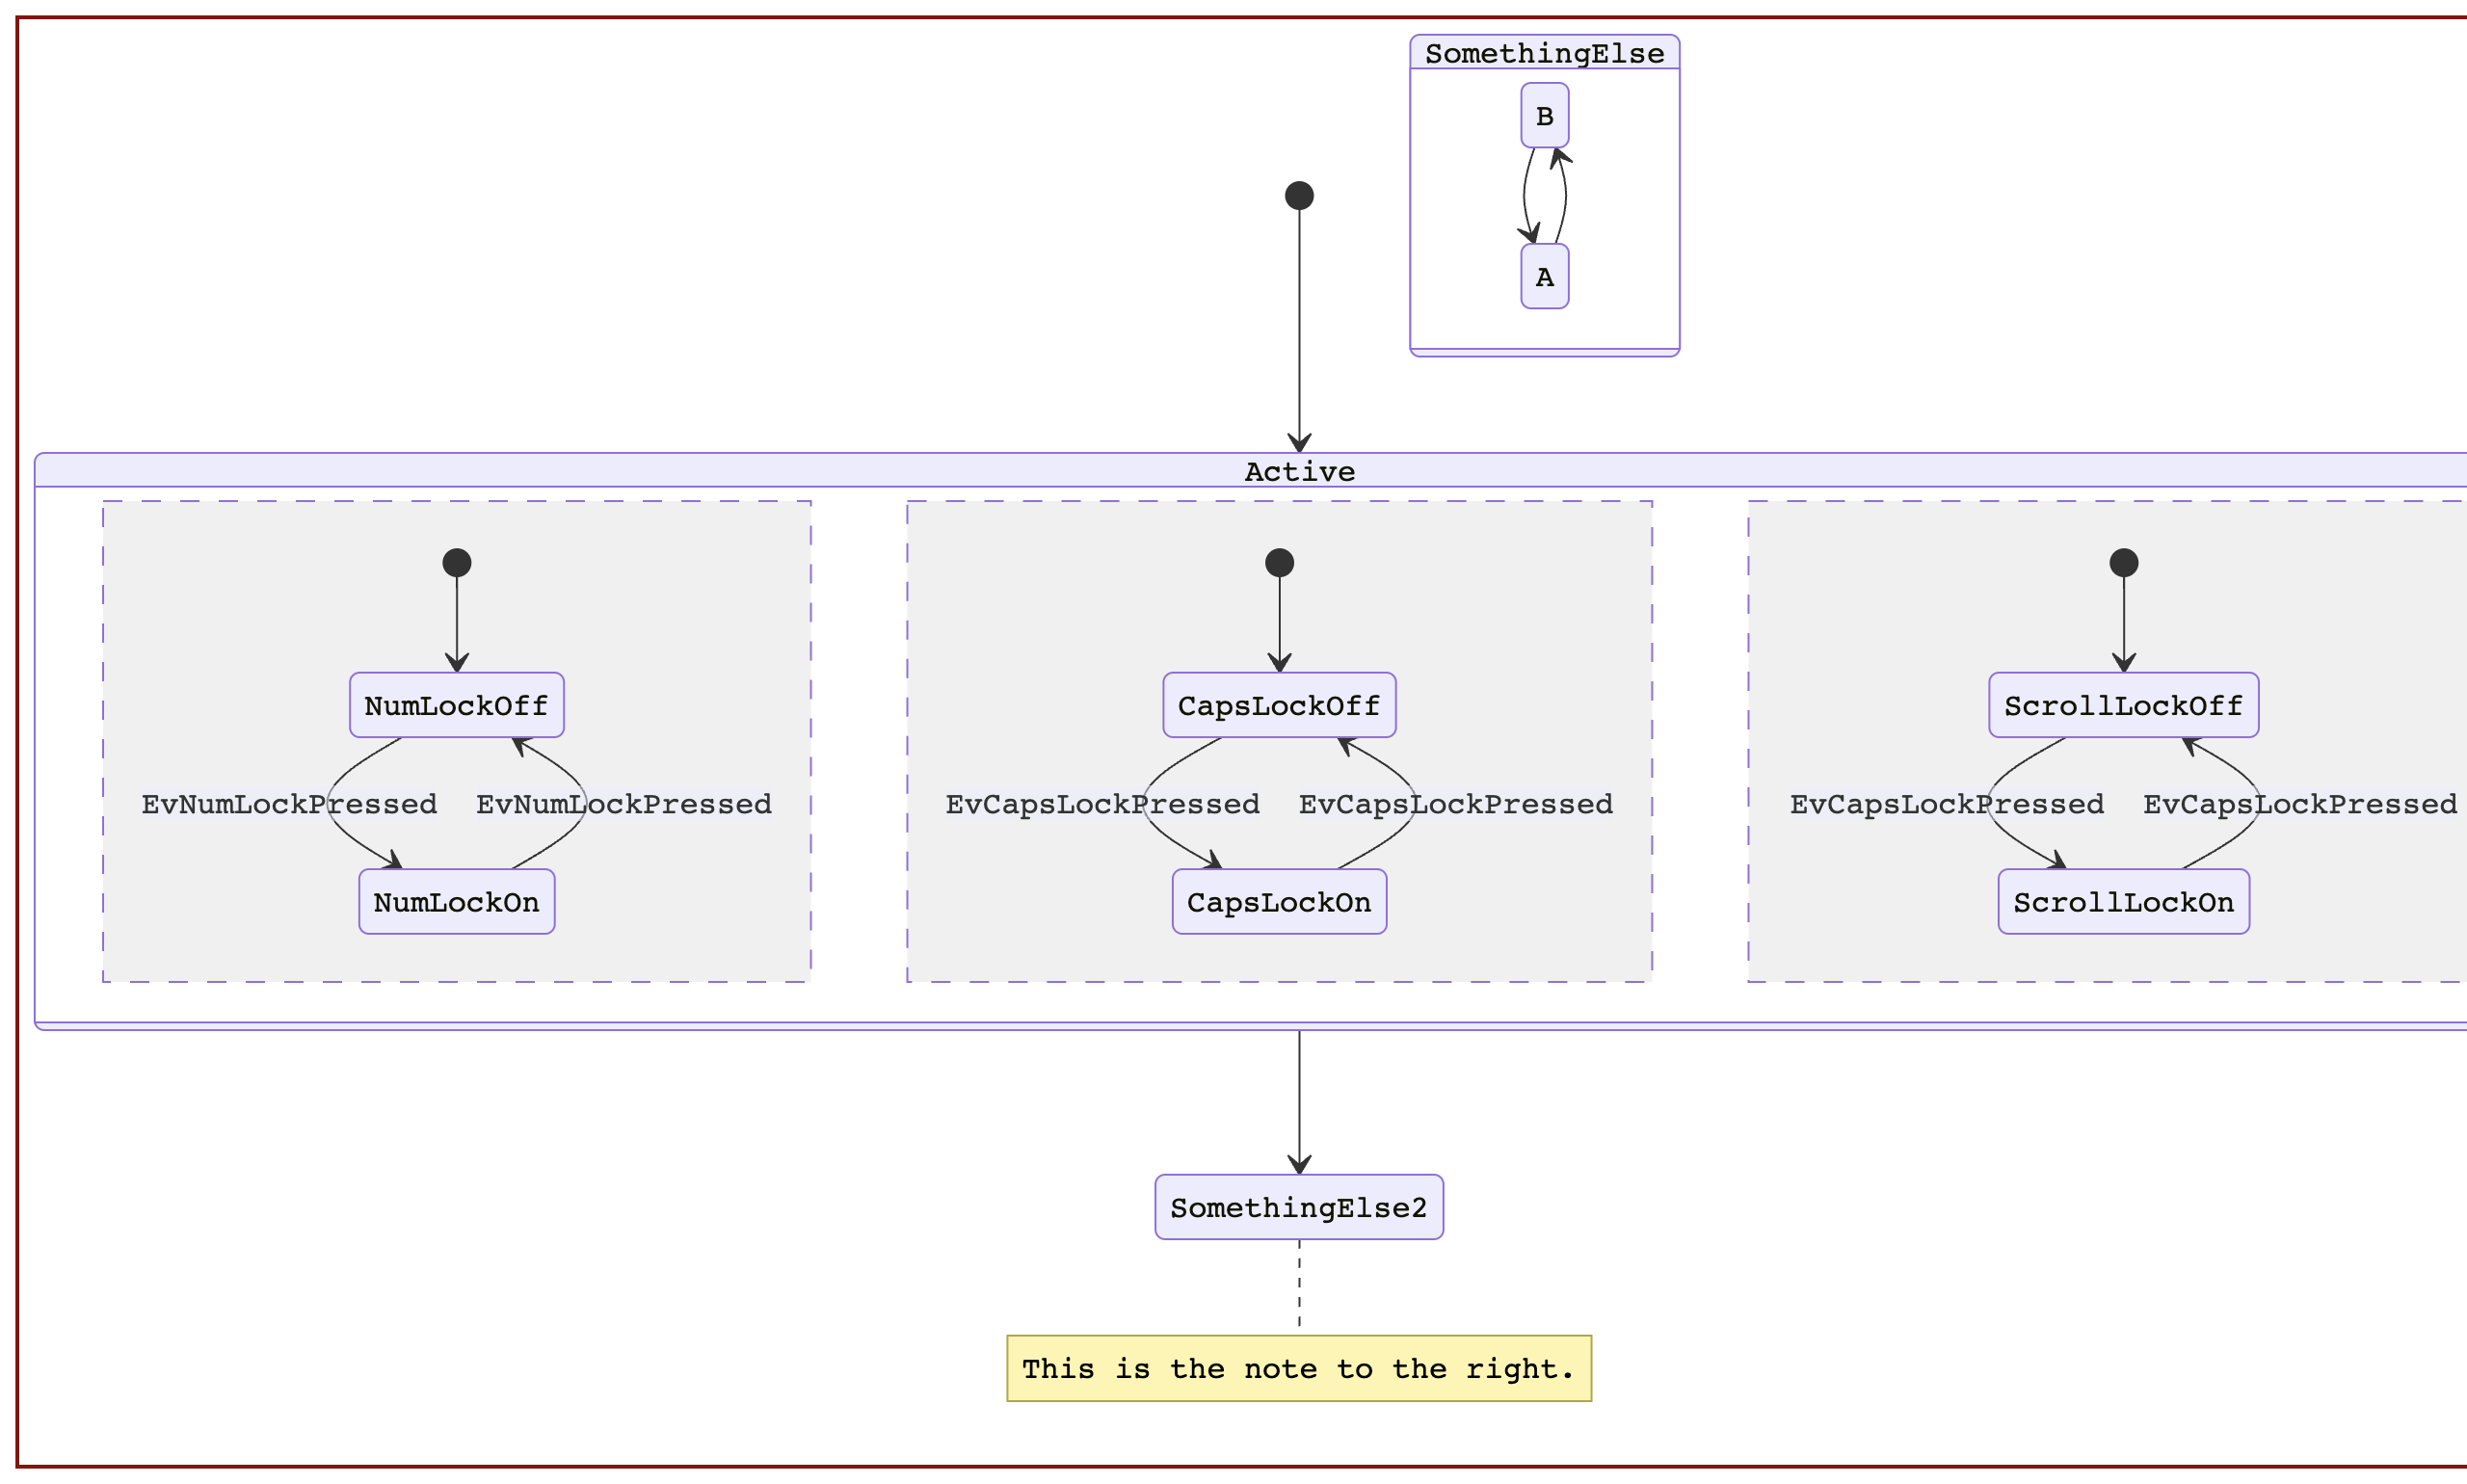 SomethingElse
B
A
Active
NumLockOff
EvNumLockPressed
EvNumLockPressed
NumLockOn
CapsLockOff
EvCapsLockPressed
EvCapsLockPressed
CapsLockOn
ScrollLockOff
EvCapsLockPressed
EvCapsLockPressed
ScrollLockOn
SomethingElse2
This is the note to the right.